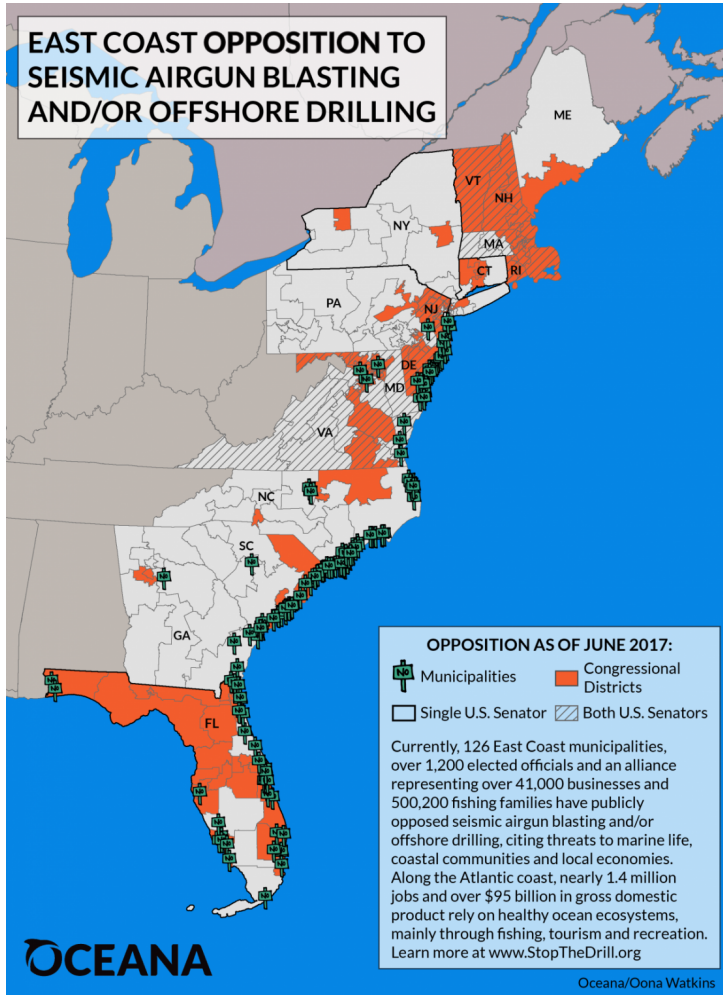 EAST COAST OPPOSITION TO
SEISMIC AIRGUN BLASTING
AND/OR OFFSHORE DRILLING
ME
VT
NH
NY
MA
CT
RI
PA
NJ
DE
MD
VA
NC
SC
GA
FL
OPPOSITION AS OF JUNE 2017:
NO
Municipalities
Congressional
Districts
Single U.S. Senator
Both U.S. Senators
Currently, 126 East Coast municipalities,
over 1,200 elected officials and an alliance
representing over 41,000 businesses and
500,200 fishing families have publicly
opposed seismic airgun blasting and/or
offshore drilling, citing threats to marine life,
coastal communities and local economies.
Along the Atlantic coast, nearly 1.4 million
jobs and over $95 billion in gross domestic
product rely on healthy ocean ecosystems,
mainly through fishing, tourism and recreation.
Learn more at www.StopTheDrill.org
OCEANA
Oceana/Oona Watkins